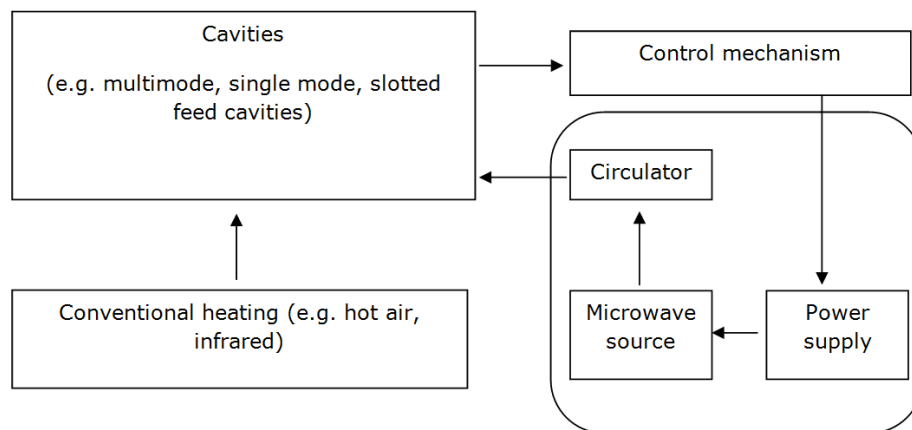 Cavities
(e.g. multimode, single mode, slotted
feed cavities)
Control mechanism
Circulator
Conventional heating (e.g. hot air,
infrared)
Microwave
source
Power
supply